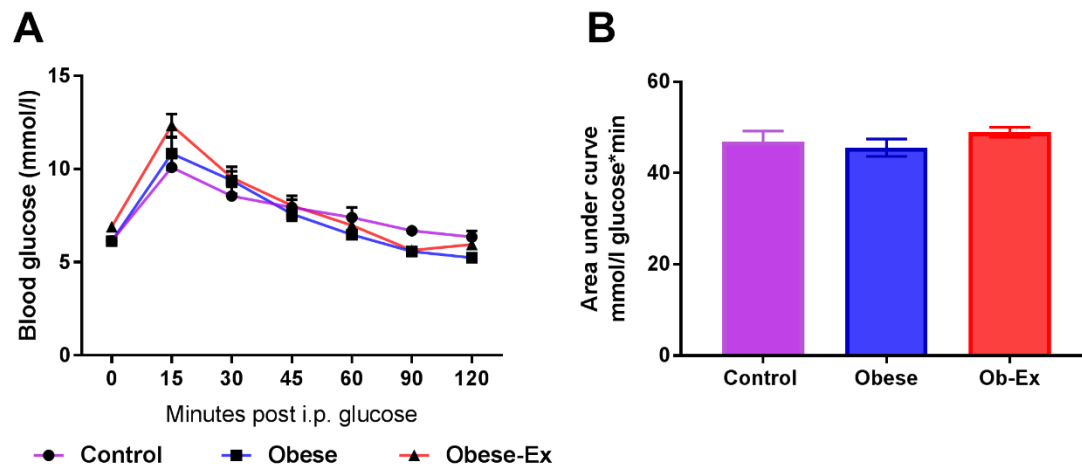 A
Blood glucose (mmol/l)
15
10
5
0
0 15 30 45 60 90 120
Minutes post i.p. glucose
Control Obese Obese-Ex
B
Area under curve
mmol/l glucose*min
60
40
20
0
Control Obese Ob-Ex